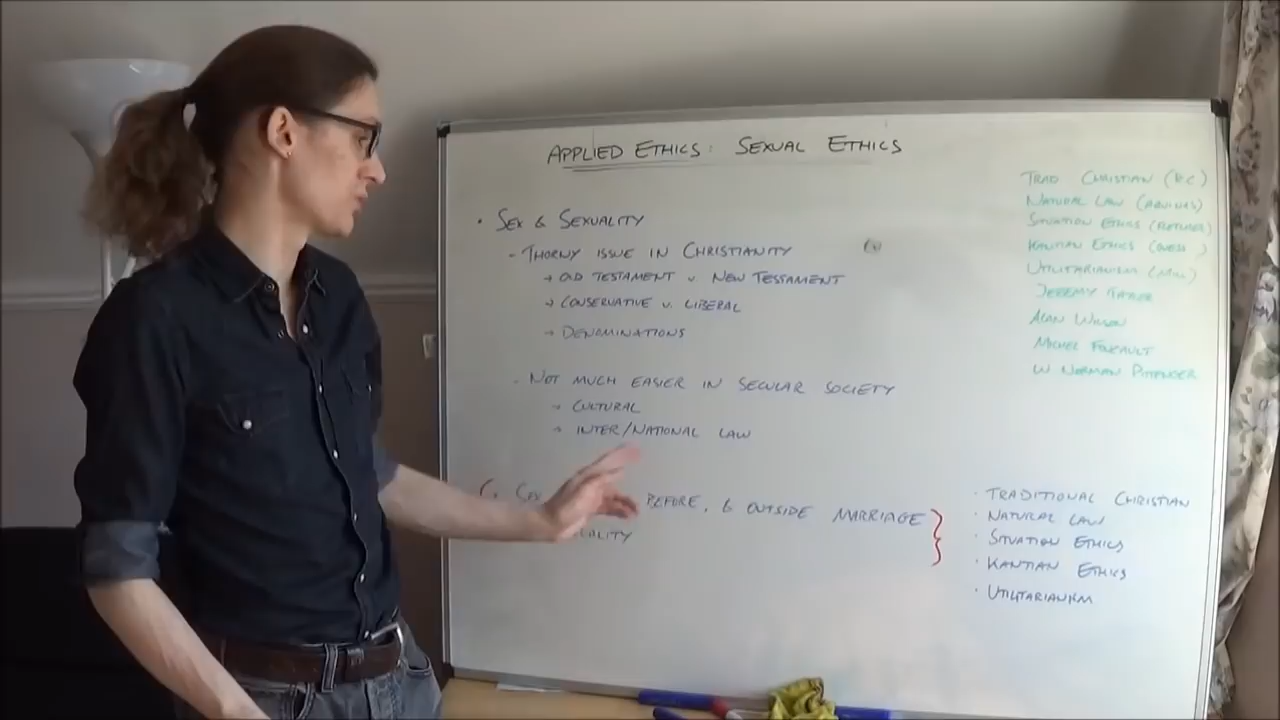 APPLIED ETHICS: SEXUAL ETHICS
• SEX & SEXUALITY
- THORNY ISSUE IN CHRISTIANITY
→ OLD TESTAMENT v. NEW TESTAMENT
→ CONSERVATIVE v. LIBERAL
→ DENOMINATIONS
- NOT MUCH EASIER IN SECULAR SOCIETY
→ CULTURAL
→ INTER/NATIONAL LAW
• SEX BEFORE, & OUTSIDE MARRIAGE
ALITY
TRAD CHRISTIAN (RC)
NATURAL LAW (AQUINAS)
SITUATION ETHICS (FLETCHER)
KANTIAN ETHICS
UTILITARIANISM (MILL)
JEREMY
ALAN WILSON
MICHEL FOUCAULT
W NORMAN PITTENGER
• TRADITIONAL CHRISTIAN
• NATURAL LAW
• SITUATION ETHICS
• KANTIAN ETHICS
• UTILITARIANISM